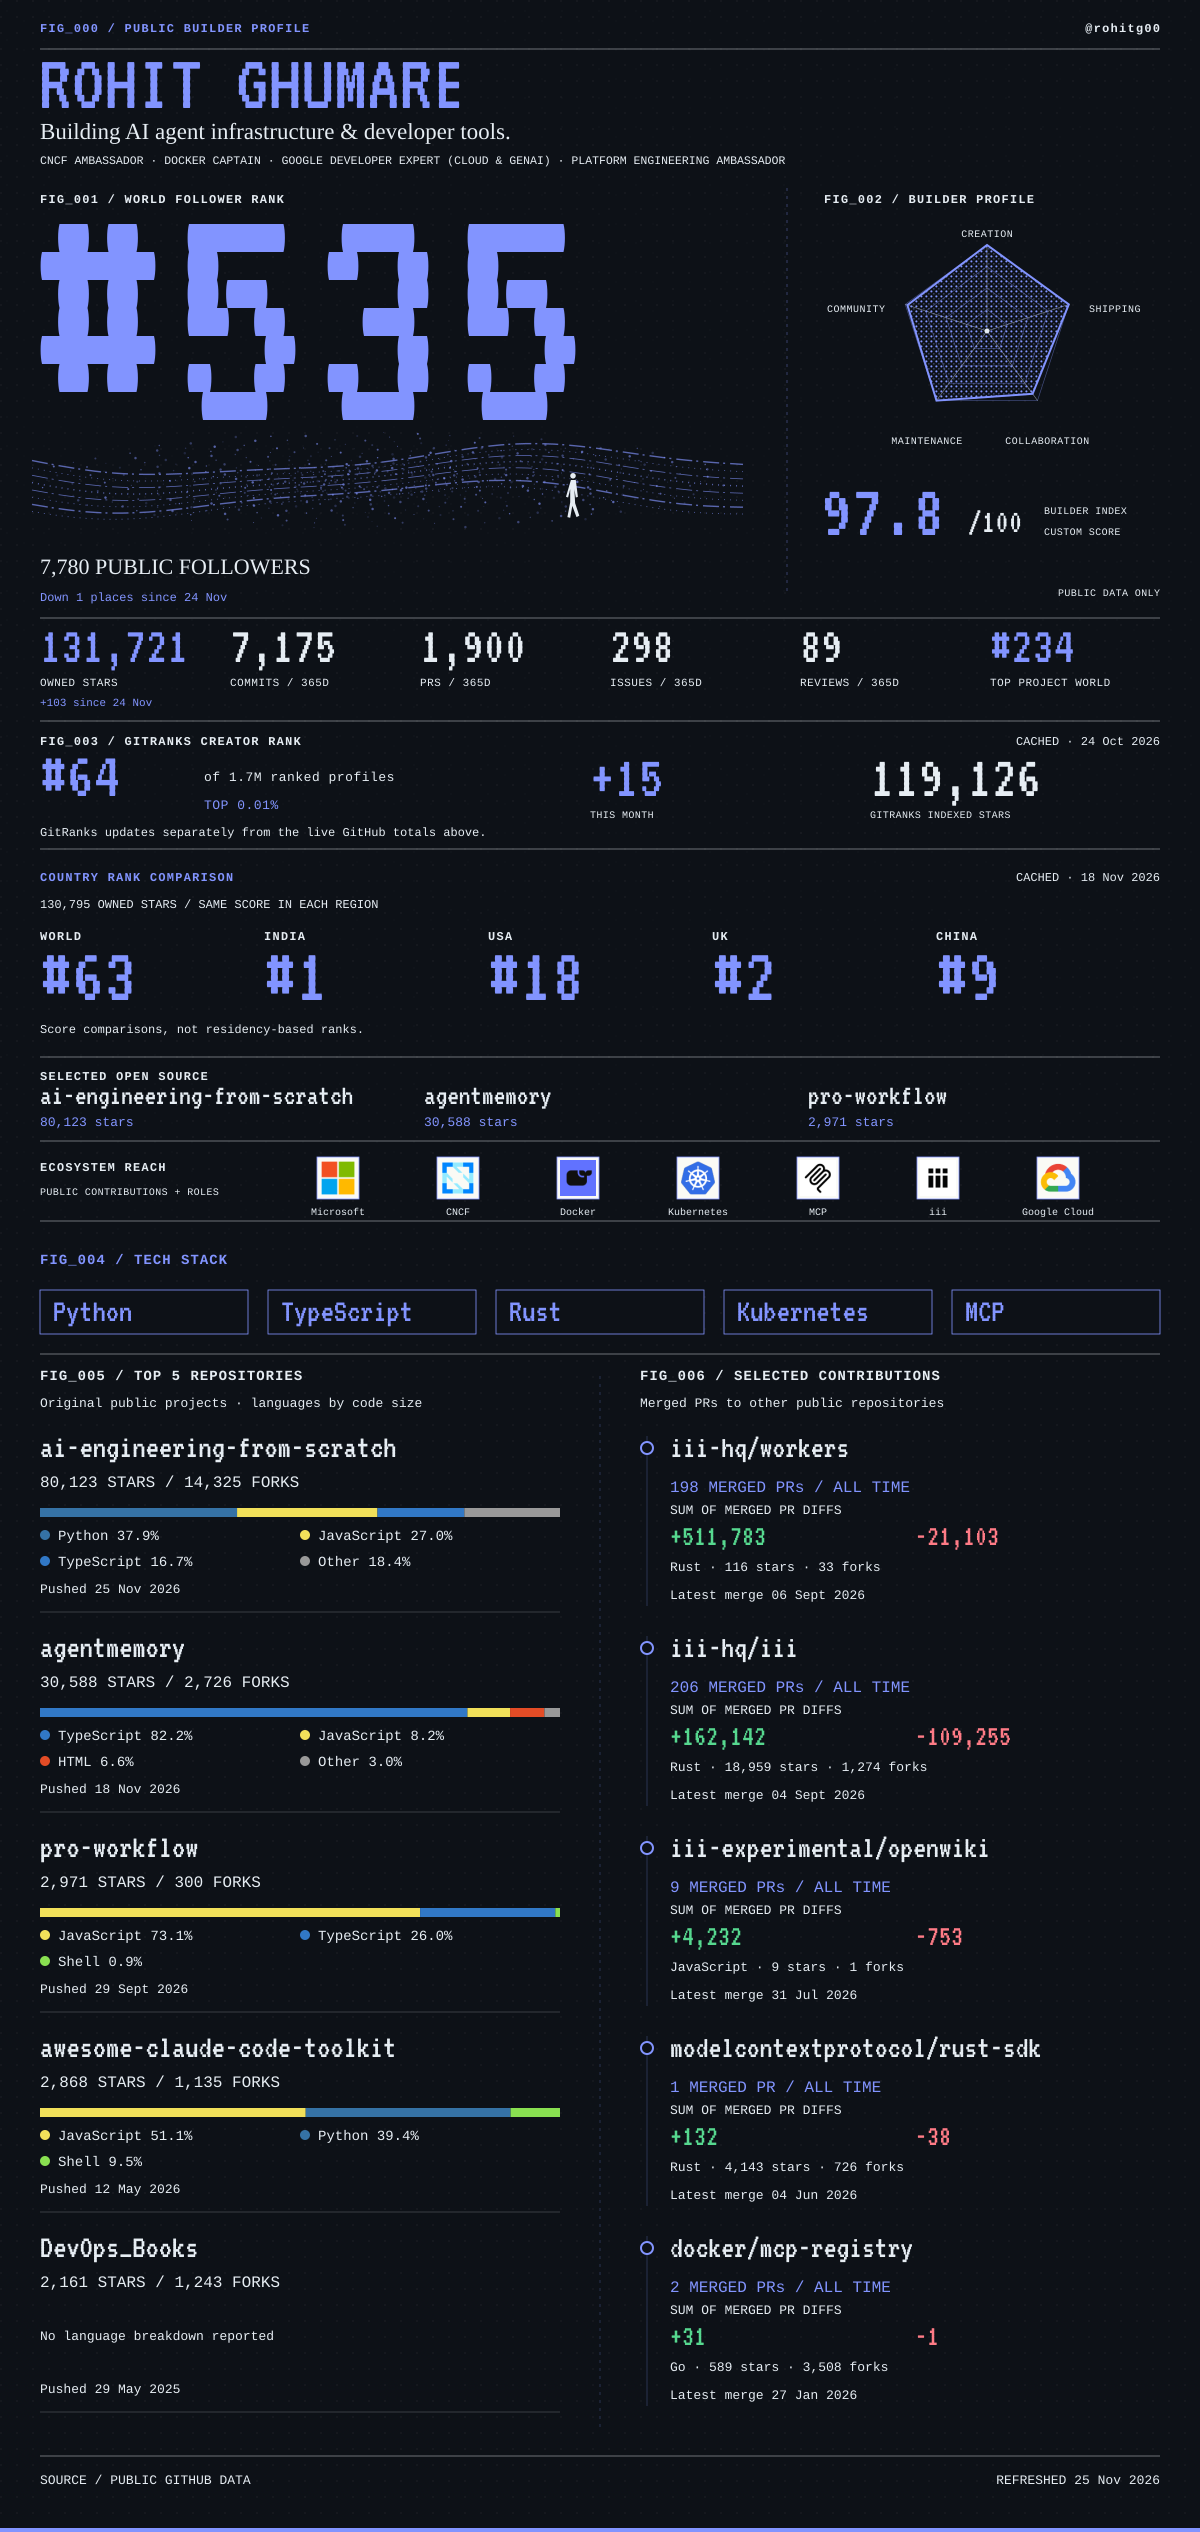 FIG_000 / PUBLIC BUILDER PROFILE
@rohitg00
ROHIT GHUMARE
Building AI agent infrastructure & developer tools.
CNCF AMBASSADOR · DOCKER CAPTAIN · GOOGLE DEVELOPER EXPERT (CLOUD & GENAI) · PLATFORM ENGINEERING AMBASSADOR
FIG_001 / WORLD FOLLOWER RANK
#535
7,780 PUBLIC FOLLOWERS
Down 1 places since 24 Nov
FIG_002 / BUILDER PROFILE
CREATION
COMMUNITY
SHIPPING
MAINTENANCE
COLLABORATION
97.8 /100
BUILDER INDEX
CUSTOM SCORE
PUBLIC DATA ONLY
131,721
OWNED STARS
+103 since 24 Nov
7,175
COMMITS / 365D
1,900
PRS / 365D
298
ISSUES / 365D
89
REVIEWS / 365D
#234
TOP PROJECT WORLD
FIG_003 / GITRANKS CREATOR RANK
CACHED · 24 Oct 2026
#64
of 1.7M ranked profiles
TOP 0.01%
+15
THIS MONTH
119,126
GITRANKS INDEXED STARS
GitRanks updates separately from the live GitHub totals above.
COUNTRY RANK COMPARISON
CACHED · 18 Nov 2026
130,795 OWNED STARS / SAME SCORE IN EACH REGION
WORLD
#63
INDIA
#1
USA
#18
UK
#2
CHINA
#9
Score comparisons, not residency-based ranks.
SELECTED OPEN SOURCE
ai-engineering-from-scratch
80,123 stars
agentmemory
30,588 stars
pro-workflow
2,971 stars
ECOSYSTEM REACH
PUBLIC CONTRIBUTIONS + ROLES
Microsoft
CNCF
Docker
Kubernetes
MCP
iii
Google Cloud
FIG_004 / TECH STACK
Python
TypeScript
Rust
Kubernetes
MCP
FIG_005 / TOP 5 REPOSITORIES
Original public projects · languages by code size
ai-engineering-from-scratch
80,123 STARS / 14,325 FORKS
Python 37.9%
JavaScript 27.0%
TypeScript 16.7%
Other 18.4%
Pushed 25 Nov 2026
agentmemory
30,588 STARS / 2,726 FORKS
TypeScript 82.2%
JavaScript 8.2%
HTML 6.6%
Other 3.0%
Pushed 18 Nov 2026
pro-workflow
2,971 STARS / 300 FORKS
JavaScript 73.1%
TypeScript 26.0%
Shell 0.9%
Pushed 29 Sept 2026
awesome-claude-code-toolkit
2,868 STARS / 1,135 FORKS
JavaScript 51.1%
Python 39.4%
Shell 9.5%
Pushed 12 May 2026
DevOps_Books
2,161 STARS / 1,243 FORKS
No language breakdown reported
Pushed 29 May 2025
FIG_006 / SELECTED CONTRIBUTIONS
Merged PRs to other public repositories
iii-hq/workers
198 MERGED PRs / ALL TIME
SUM OF MERGED PR DIFFS
+511,783
-21,103
Rust · 116 stars · 33 forks
Latest merge 06 Sept 2026
iii-hq/iii
206 MERGED PRs / ALL TIME
SUM OF MERGED PR DIFFS
+162,142
-109,255
Rust · 18,959 stars · 1,274 forks
Latest merge 04 Sept 2026
iii-experimental/openwiki
9 MERGED PRs / ALL TIME
SUM OF MERGED PR DIFFS
+4,232
-753
JavaScript · 9 stars · 1 forks
Latest merge 31 Jul 2026
modelcontextprotocol/rust-sdk
1 MERGED PR / ALL TIME
SUM OF MERGED PR DIFFS
+132
-38
Rust · 4,143 stars · 726 forks
Latest merge 04 Jun 2026
docker/mcp-registry
2 MERGED PRs / ALL TIME
SUM OF MERGED PR DIFFS
+31
-1
Go · 589 stars · 3,508 forks
Latest merge 27 Jan 2026
SOURCE / PUBLIC GITHUB DATA
REFRESHED 25 Nov 2026